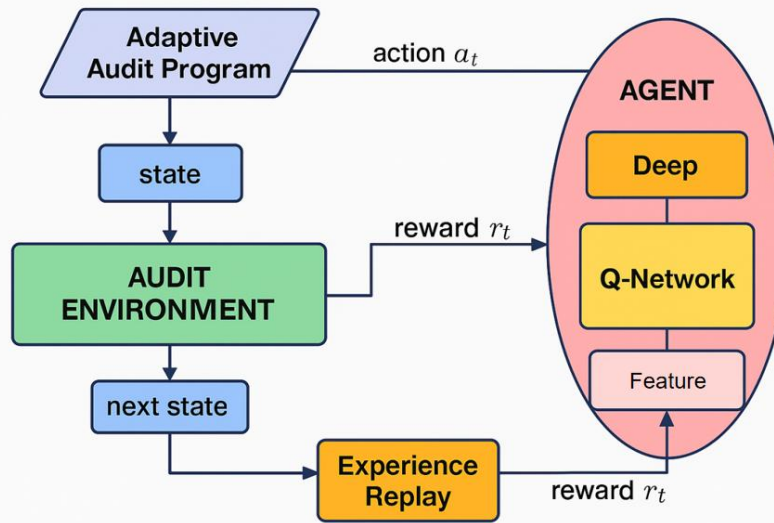 Adaptive
Audit Program
action a_t
AGENT
Deep
state
reward r_t
Q-Network
AUDIT
ENVIRONMENT
Feature
next state
Experience
Replay
reward r_t